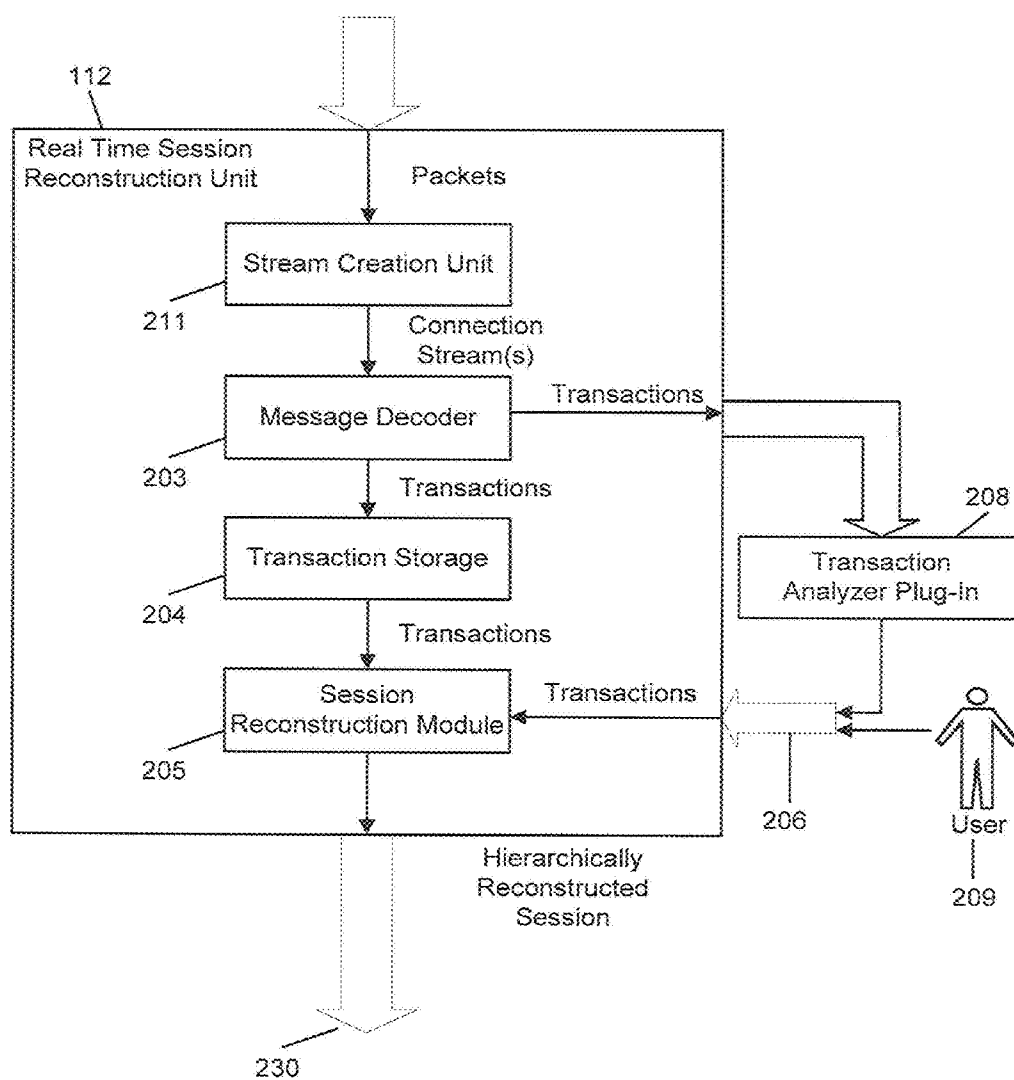 112
Real Time Session
Reconstruction Unit
Packets
Stream Creation Unit
211
Connection
Stream(s)
Message Decoder
Transactions
203
Transactions
208
Transaction Storage
Transaction
Analyzer Plug-in
204
Transactions
Session
Reconstruction Module
Transactions
205
206
User
209
Hierarchically
Reconstructed
Session
230